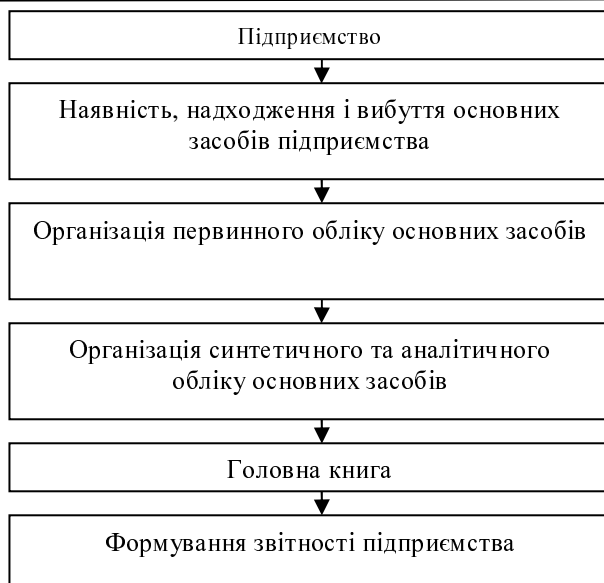 Підприємство
Наявність, надходження і вибуття основних
засобів підприємства
Організація первинного обліку основних засобів
Організація синтетичного та аналітичного
обліку основних засобів
Головна книга
Формування звітності підприємства